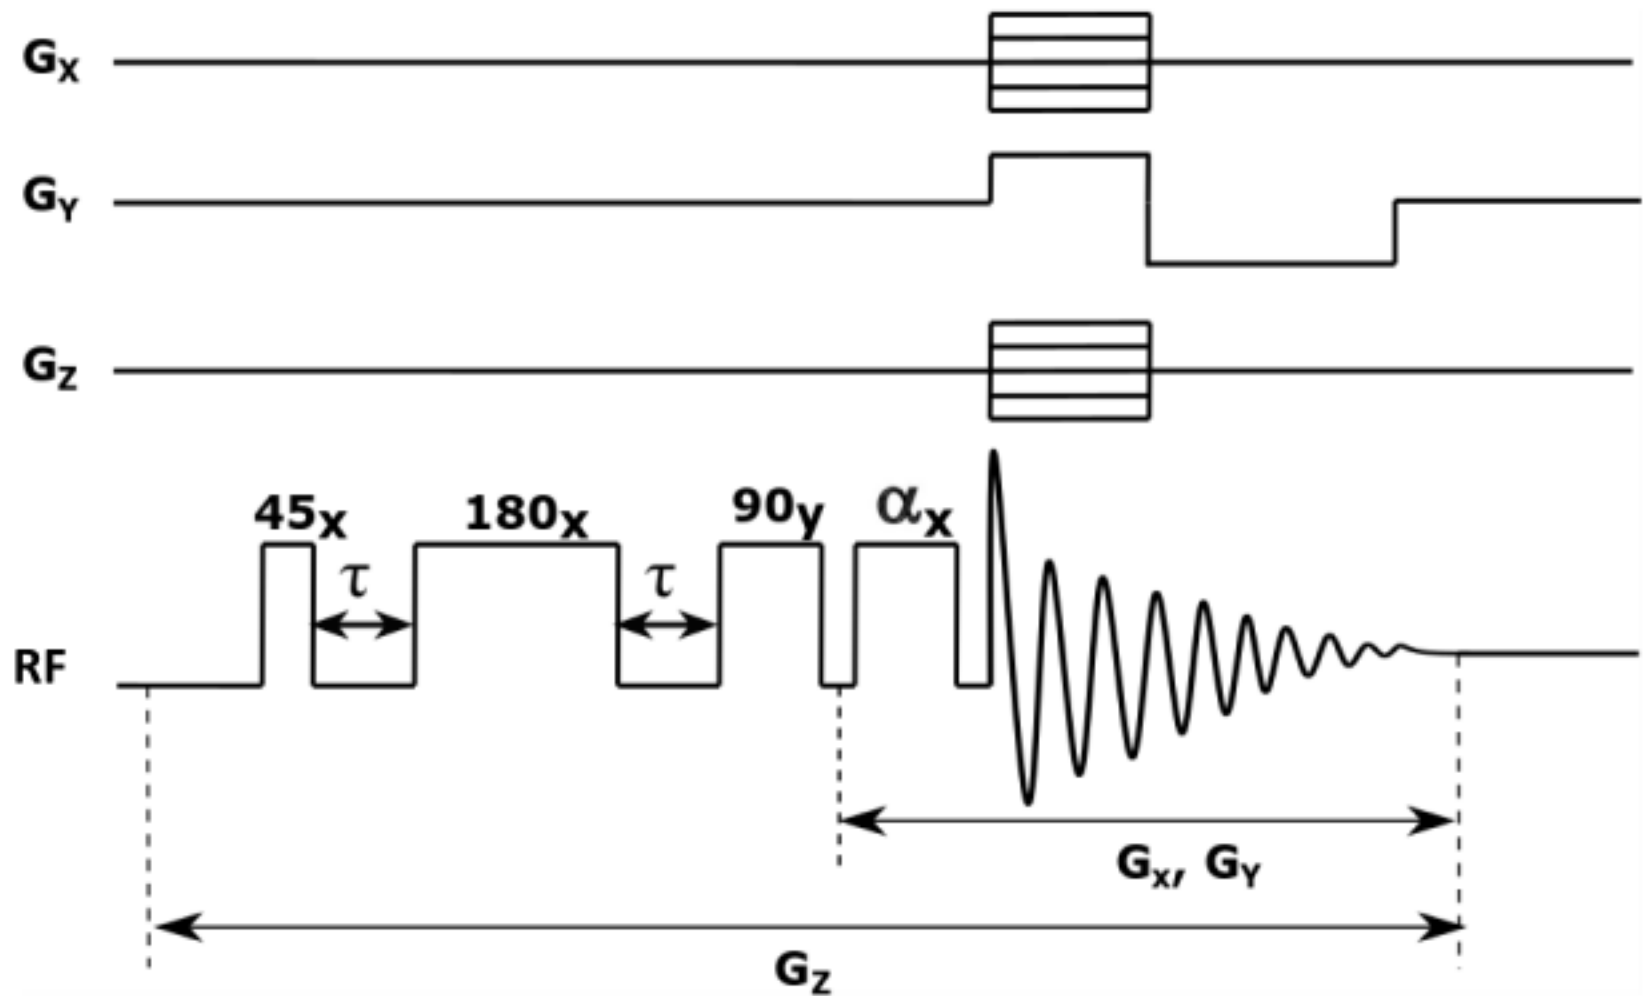 Gx
GY
Gz
45x 180x 90y αx
τ τ
RF
Gx, GY
Gz